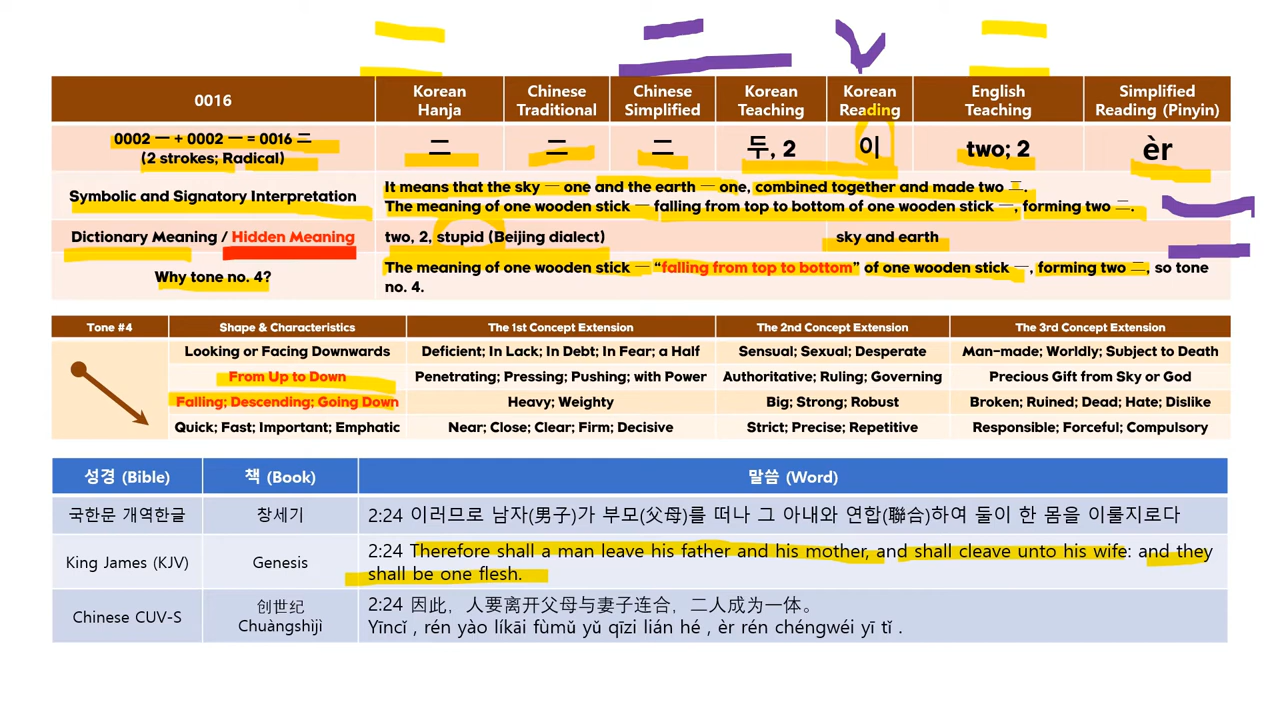 0016
Korean Hanja
Chinese Traditional
Chinese Simplified
Korean Teaching
Korean Reading
English Teaching
Simplified Reading (Pinyin)
0002 一 + 0002 一 = 0016 二
(2 strokes; Radical)
二
二
二
두, 2
이
two; 2
èr
Symbolic and Signatory Interpretation
It means that the sky 一 one and the earth 一 one, combined together and made two 二.
The meaning of one wooden stick 一 falling from top to bottom of one wooden stick 一, forming two 二.
Dictionary Meaning / Hidden Meaning
two, 2, stupid (Beijing dialect)
sky and earth
Why tone no. 4?
The meaning of one wooden stick 一 “falling from top to bottom” of one wooden stick 一, forming two 二, so tone
no. 4.
Tone #4
Shape & Characteristics
The 1st Concept Extension
The 2nd Concept Extension
The 3rd Concept Extension
Looking or Facing Downwards
Deficient; In Lack; In Debt; In Fear; a Half
Sensual; Sexual; Desperate
Man-made; Worldly; Subject to Death
From Up to Down
Penetrating; Pressing; Pushing; with Power
Authoritative; Ruling; Governing
Precious Gift from Sky or God
Falling; Descending; Going Down
Heavy; Weighty
Big; Strong; Robust
Broken; Ruined; Dead; Hate; Dislike
Quick; Fast; Important; Emphatic
Near; Close; Clear; Firm; Decisive
Strict; Precise; Repetitive
Responsible; Forceful; Compulsory
성경 (Bible)
책 (Book)
말씀 (Word)
국한문 개역한글
창세기
2:24 이러므로 남자(男子)가 부모(父母)를 떠나 그 아내와 연합(聯合)하여 둘이 한 몸을 이룰지로다
King James (KJV)
Genesis
2:24 Therefore shall a man leave his father and his mother, and shall cleave unto his wife: and they
shall be one flesh.
Chinese CUV-S
创世纪
Chuàngshìjì
2:24 因此，人要离开父母与妻子连合，二人成为一体。
Yīncǐ , rén yào líkāi fùmǔ yǔ qīzi lián hé , èr rén chéngwéi yī tǐ .